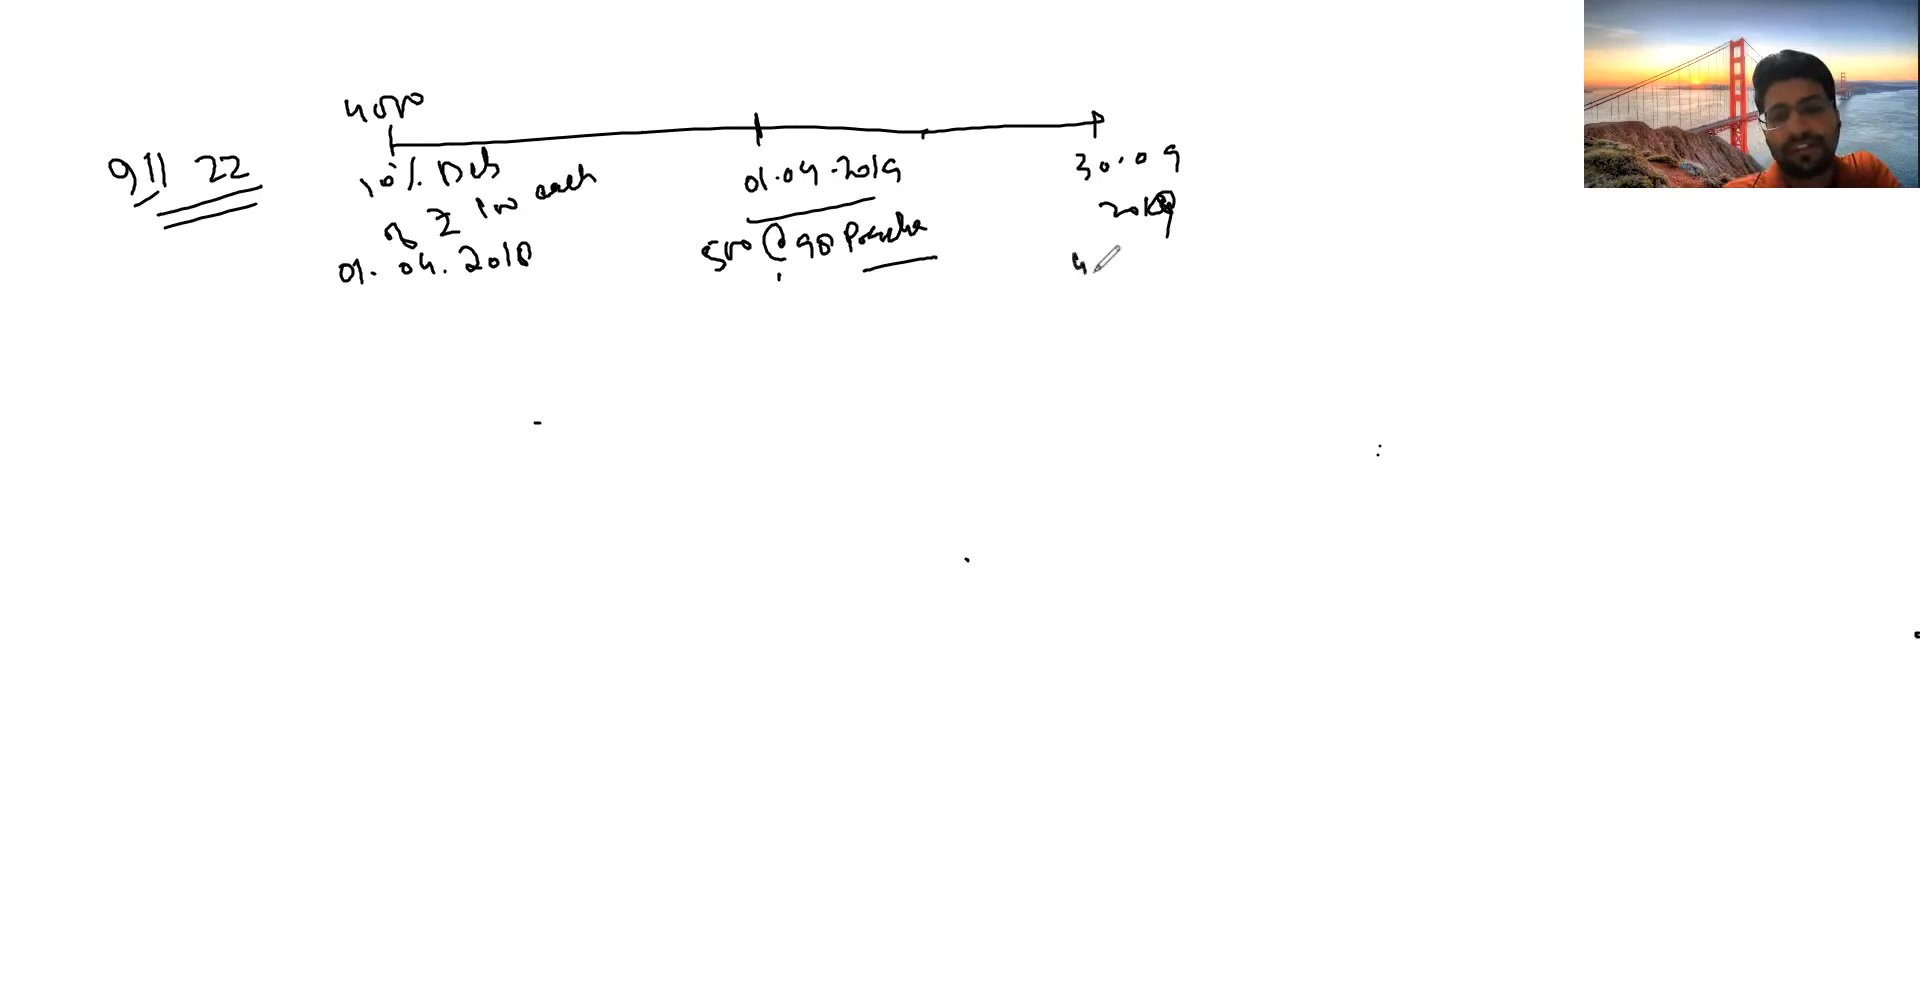 4000
911 22
10% Deb
of ₹ 100 each
01.04.2018
01.04.2019
500 @ 98 Purchase
30.09
2019
4